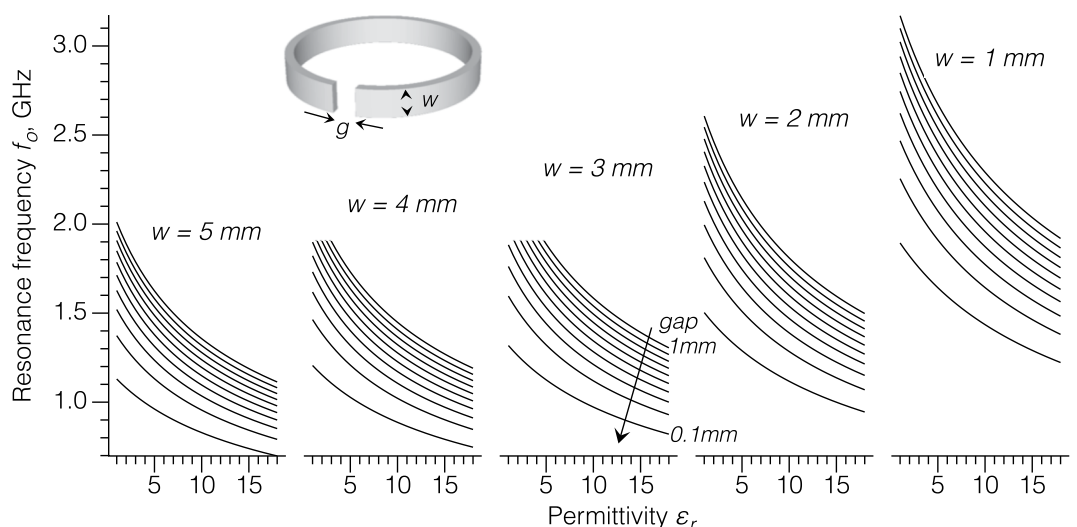 Resonance frequency fₒ, GHz
3.0
2.5
2.0
1.5
1.0
w
g
w = 5 mm
w = 4 mm
w = 3 mm
w = 2 mm
w = 1 mm
gap
1mm
0.1mm
5 10 15 5 10 15 5 10 15 5 10 15 5 10 15
Permittivity εᵣ